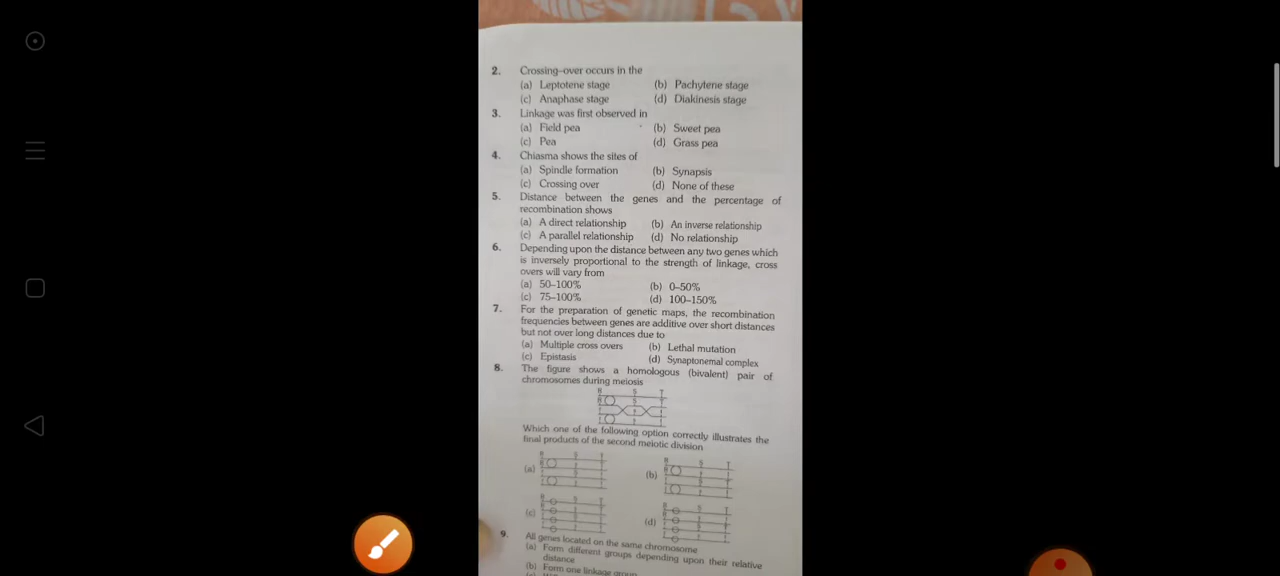 2. Crossing-over occurs in the
(a) Leptotene stage (b) Pachytene stage
(c) Anaphase stage (d) Diakinesis stage
3. Linkage was first observed in
(a) Field pea (b) Sweet pea
(c) Pea (d) Grass pea
4. Chiasma shows the sites of
(a) Spindle formation (b) Synapsis
(c) Crossing over (d) None of these
5. Distance between the genes and the percentage of
recombination shows
(a) A direct relationship (b) An inverse relationship
(c) A parallel relationship (d) No relationship
6. Depending upon the distance between any two genes which
is inversely proportional to the strength of linkage, cross
overs will vary from
(a) 50–100% (b) 0–50%
(c) 75–100% (d) 100–150%
7. For the preparation of genetic maps, the recombination
frequencies between genes are additive over short distances
but not over long distances due to
(a) Multiple cross overs (b) Lethal mutation
(c) Epistasis (d) Synaptonemal complex
8. The figure shows a homologous (bivalent) pair of
chromosomes during meiosis
R S T
R S T
Which one of the following option correctly illustrates the
final products of the second meiotic division
(a) (b)
(c) (d)
9. All genes located on the same chromosome
(a) Form different groups depending upon their relative
distance
(b) Form one linkage group